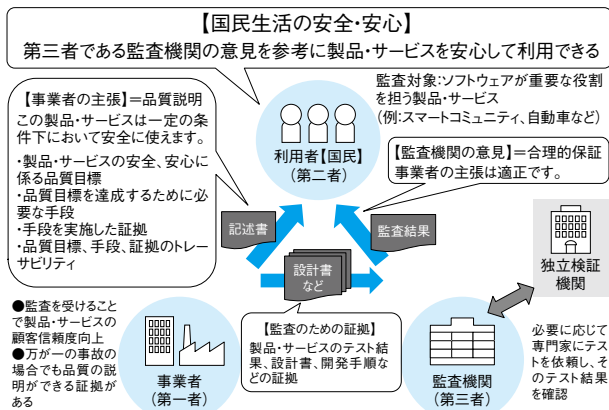 【国民生活の安全・安心】
第三者である監査機関の意見を参考に製品・サービスを安心して利用できる
【事業者の主張】＝品質説明
この製品・サービスは一定の条
件下において安全に使えます。
・製品・サービスの安全、安心に
係る品質目標
・品質目標を達成するために必
要な手段
・手段を実施した証拠
・品質目標、手段、証拠のトレー
サビリティ
監査対象：ソフトウェアが重要な役割
を担う製品・サービス
（例：スマートコミュニティ、自動車など）
利用者【国民】
（第二者）
【監査機関の意見】＝合理的保証
事業者の主張は適正です。
記述書
監査結果
設計書
など
独立検証
機関
●監査を受けること
で製品・サービスの
顧客信頼度向上
●万が一の事故の
場合でも品質の説
明ができる証拠が
ある
事業者
（第一者）
【監査のための証拠】
製品・サービスのテスト結
果、設計書、開発手順な
どの証拠
監査機関
（第三者）
必要に応じて
専門家にテス
トを依頼し、そ
のテスト結果
を確認